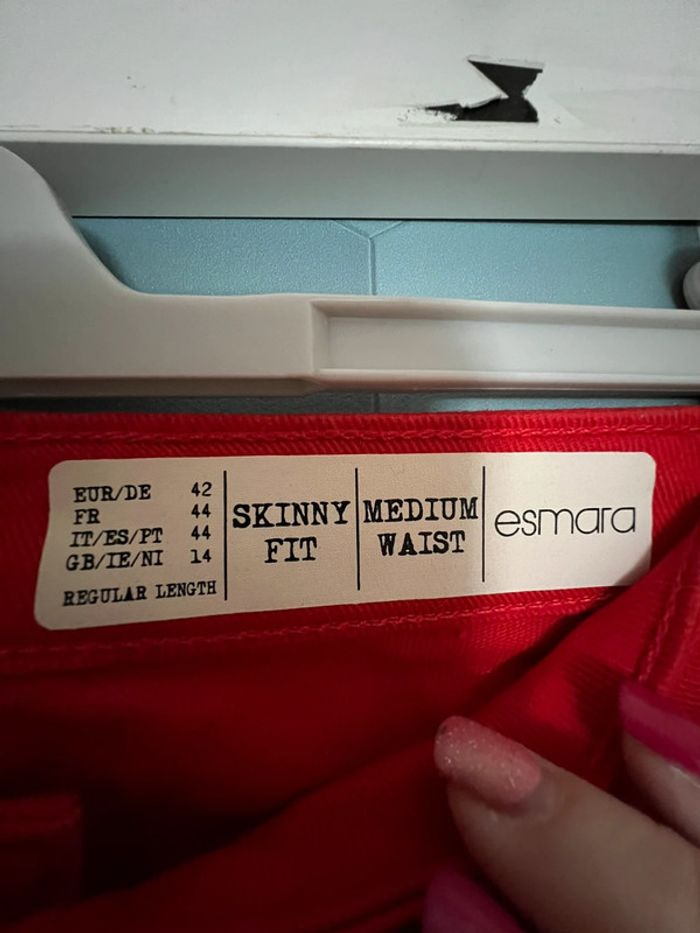 EUR/DE 42
FR 44
IT/ES/PT 44
GB/IE/NI 14
REGULAR LENGTH
SKINNY
FIT
MEDIUM
WAIST
esmara